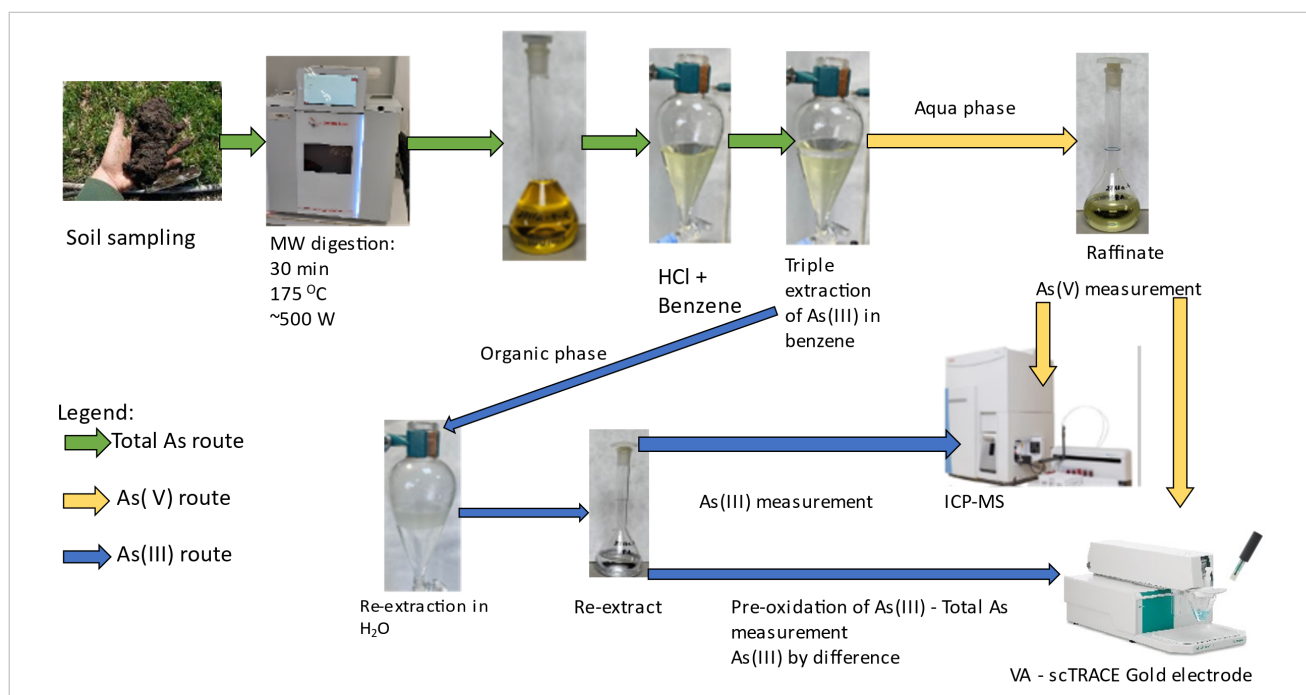 Soil sampling
MW digestion:
30 min
175 ᴼC
~500 W
HCl +
Benzene
Triple
extraction
of As(III) in
benzene
Aqua phase
Raffinate
As(V) measurement
Organic phase
Legend:
Total As route
As( V) route
As(III) route
Re-extraction in
H₂O
Re-extract
As(III) measurement
ICP-MS
Pre-oxidation of As(III) - Total As
measurement
As(III) by difference
VA - scTRACE Gold electrode